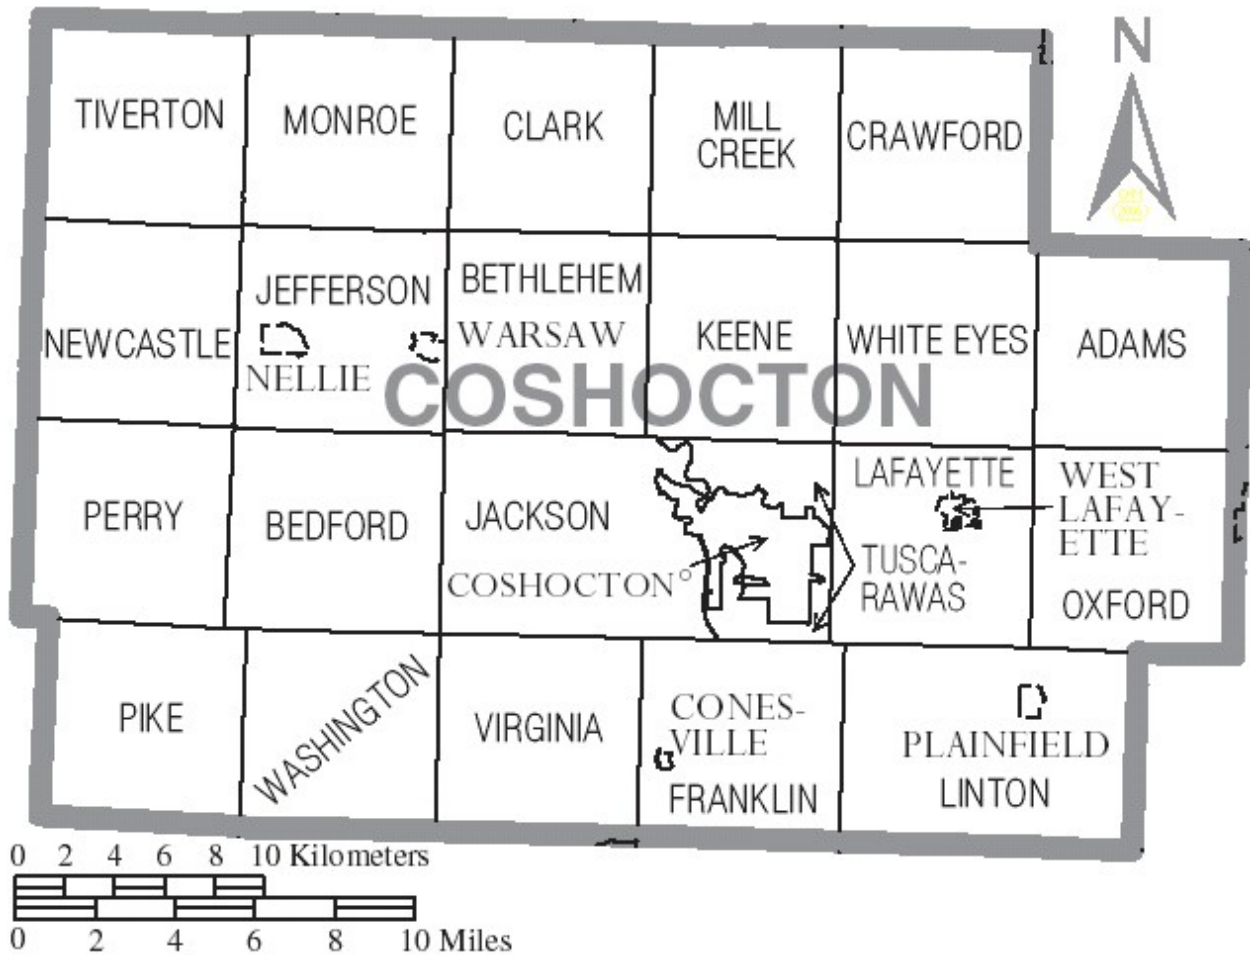 N
TIVERTON
MONROE
CLARK
MILL
CREEK
CRAWFORD
JEFFERSON
BETHLEHEM
NEWCASTLE
WARSAW
KEENE
WHITE EYES
ADAMS
NELLIE
COSHOCTON
PERRY
BEDFORD
JACKSON
LAFAYETTE
WEST
LAFAY-
ETTE
COSHOCTON°
TUSCA-
RAWAS
OXFORD
PIKE
WASHINGTON
VIRGINIA
CONES-
VILLE
FRANKLIN
PLAINFIELD
LINTON
0 2 4 6 8 10 Kilometers
0 2 4 6 8 10 Miles